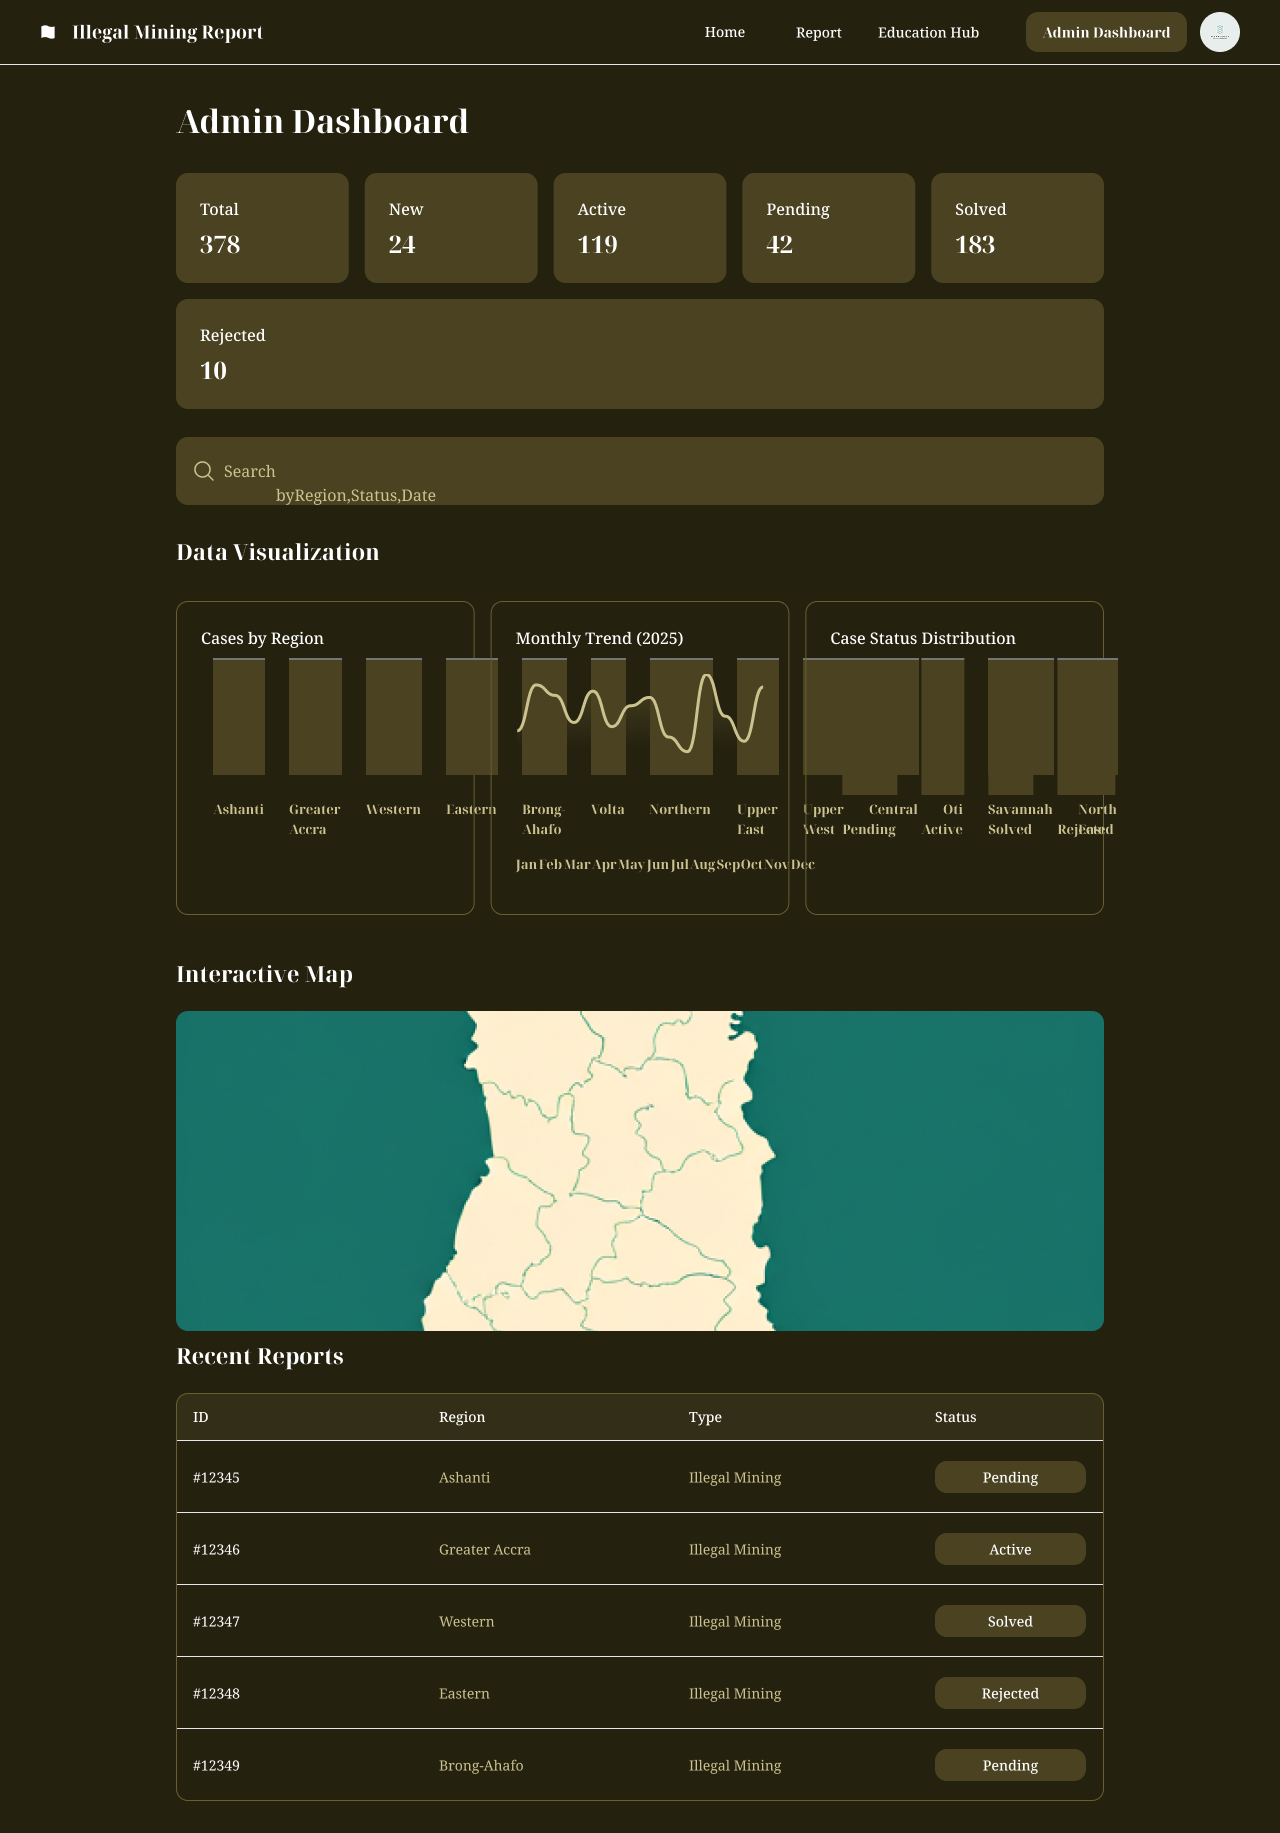 Illegal Mining Report
Home
Report
Education Hub
Admin Dashboard
Admin Dashboard
Total
378
New
24
Active
119
Pending
42
Solved
183
Rejected
10
Search
byRegion,Status,Date
Data Visualization
Cases by Region
Ashanti
Greater
Accra
Western
Eastern
Brong-
Ahafo
Volta
Northern
Upper
East
Upper
West
Central
Oti
Savannah
North
East
Monthly Trend (2025)
Jan Feb Mar Apr May Jun Jul Aug Sep Oct Nov Dec
Case Status Distribution
Pending
Active
Solved
Rejected
Interactive Map
Recent Reports
ID Region Type Status
#12345 Ashanti Illegal Mining Pending
#12346 Greater Accra Illegal Mining Active
#12347 Western Illegal Mining Solved
#12348 Eastern Illegal Mining Rejected
#12349 Brong-Ahafo Illegal Mining Pending